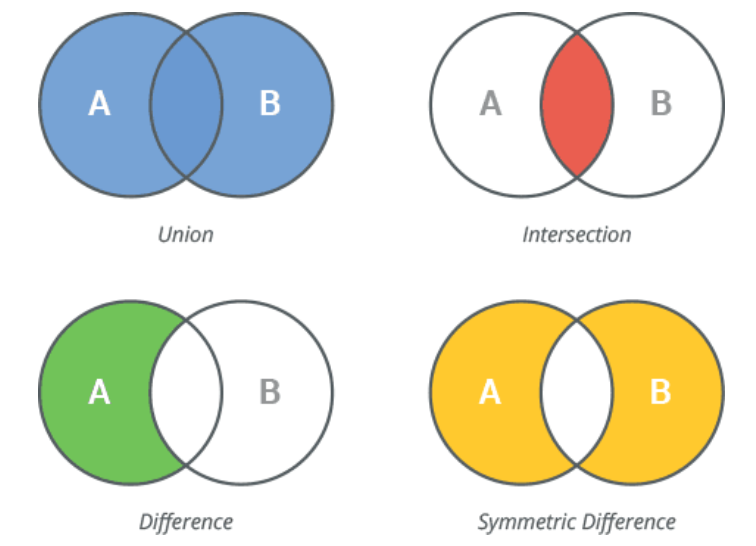 A B
A B
Union
Intersection
A B
A B
Difference
Symmetric Difference